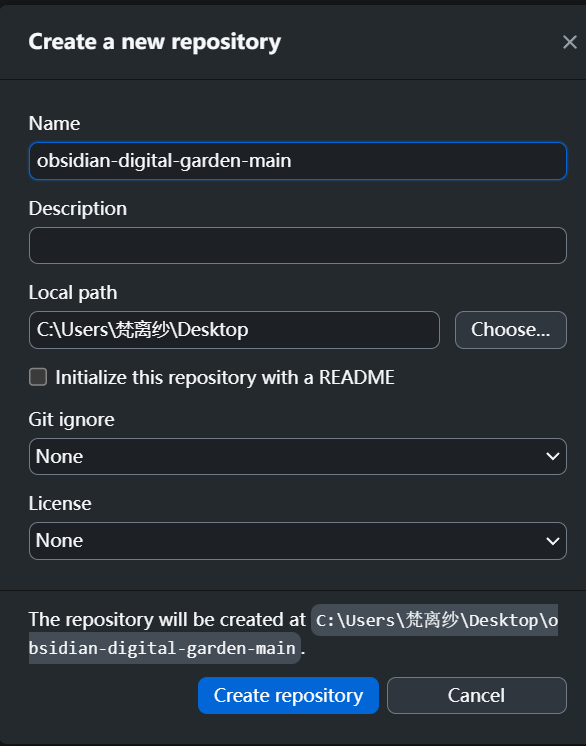 Create a new repository
Name
obsidian-digital-garden-main
Description
Local path
C:\Users\梵离纱\Desktop
Choose...
Initialize this repository with a README
Git ignore
None
License
None
The repository will be created at C:\Users\梵离纱\Desktop\o
bsidian-digital-garden-main.
Create repository
Cancel